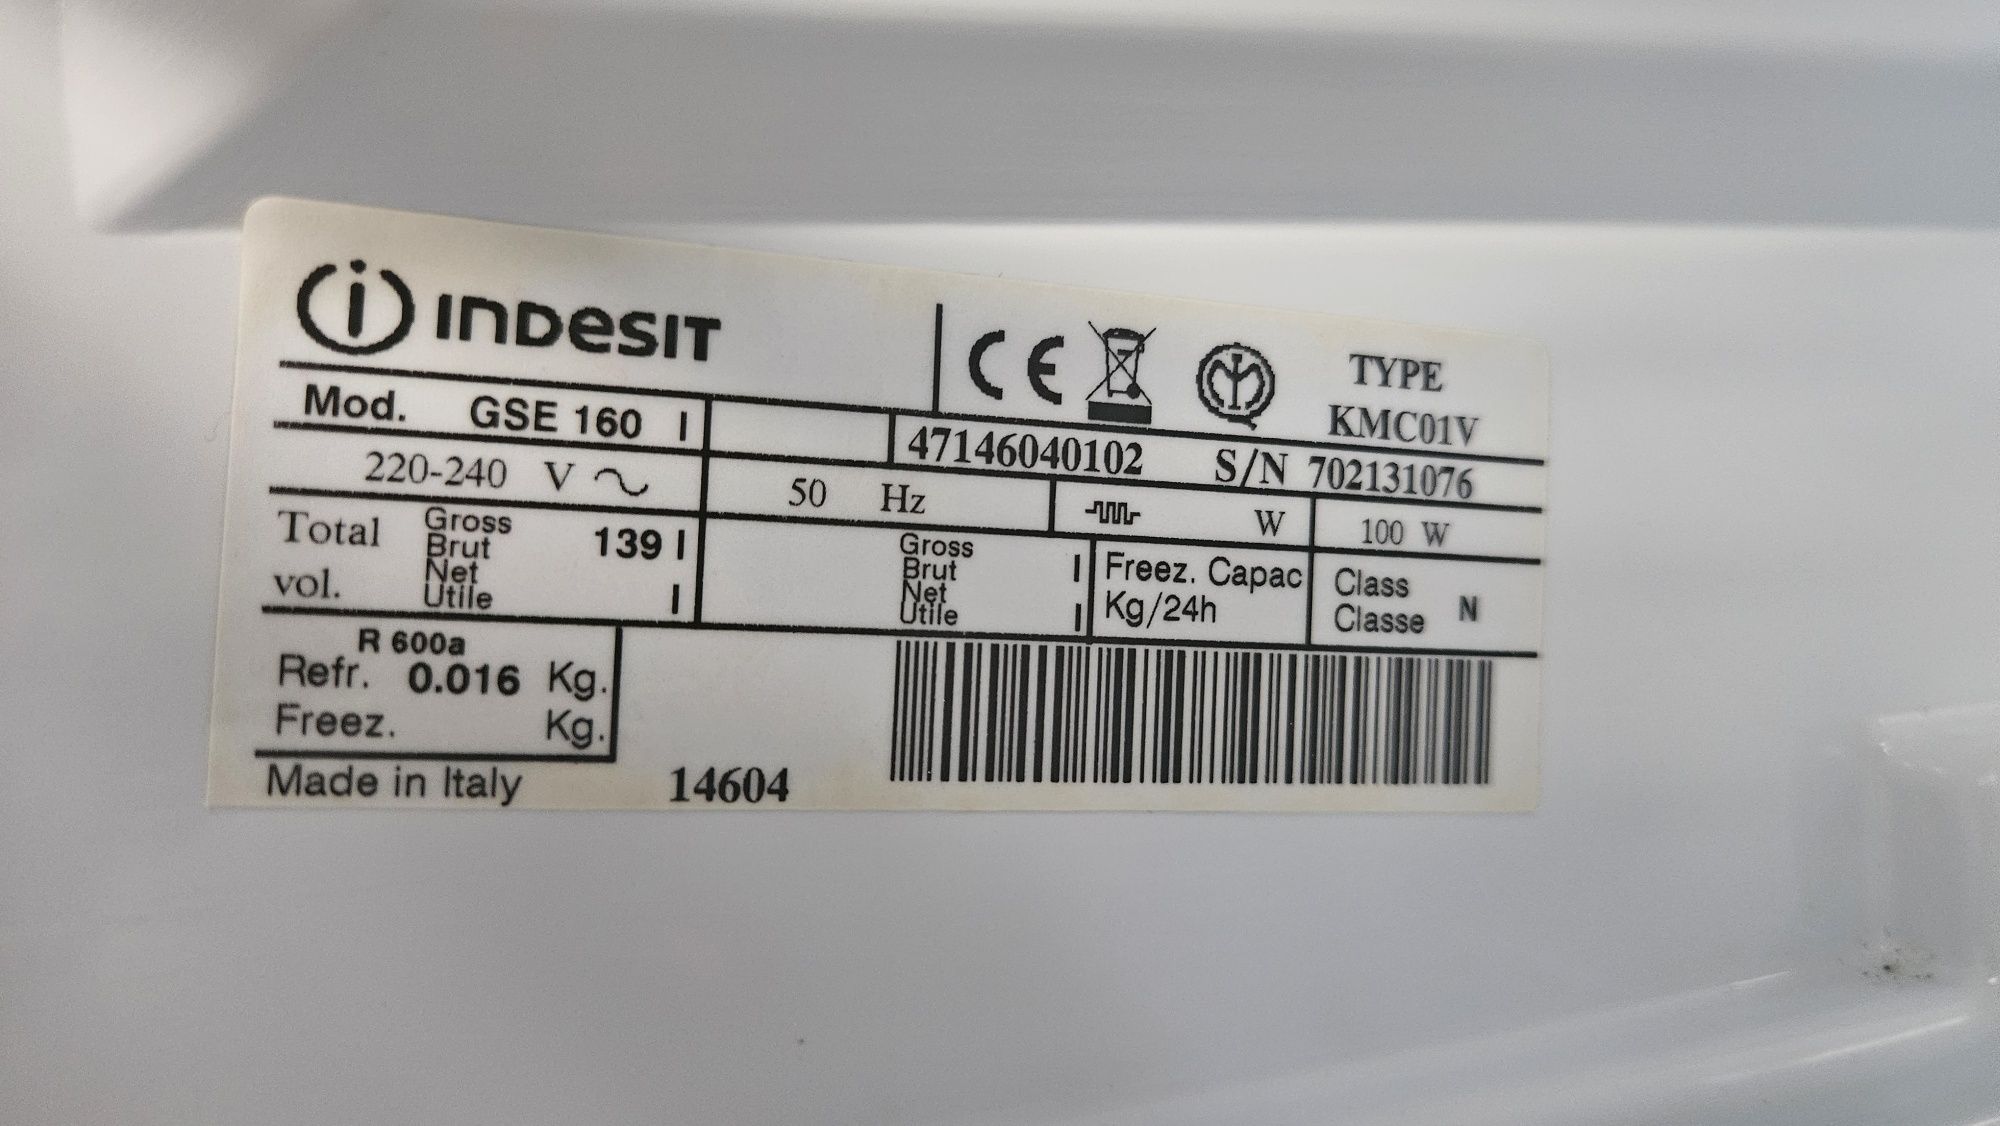 INDESIT
CE
TYPE
KMC01V
Mod. GSE 160 I
47146040102 S/N 702131076
220-240 V 50 Hz W 100 W
Total vol. Gross Brut 139 l
Net Utile l
Gross Brut l
Net Utile l
Freez. Capac
Kg/24h
Class
Classe N
R 600a
Refr. 0.016 Kg.
Freez. Kg.
Made in Italy 14604